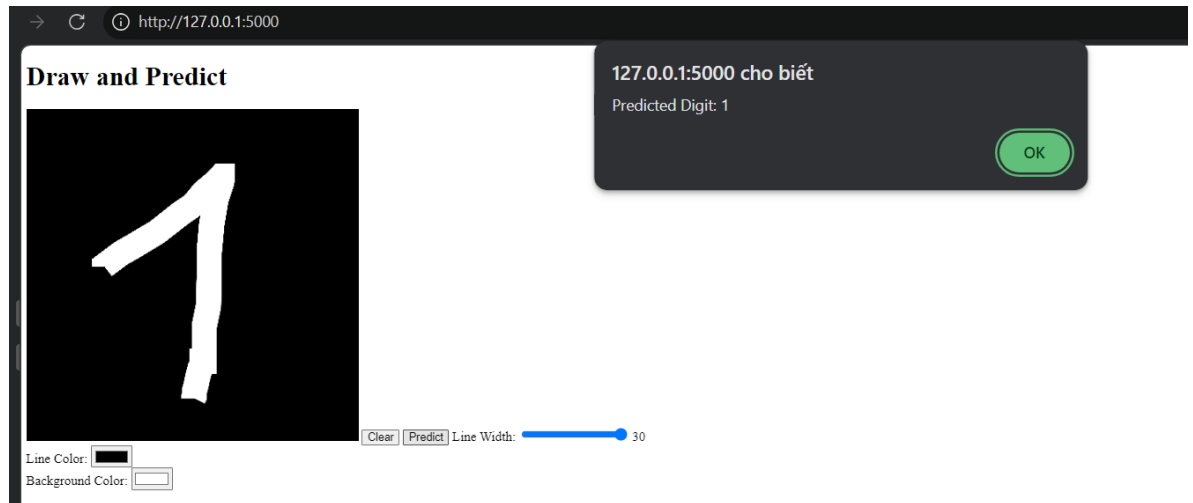 http://127.0.0.1:5000
Draw and Predict
127.0.0.1:5000 cho biết
Predicted Digit: 1
OK
1
Clear Predict Line Width: 30
Line Color:
Background Color: